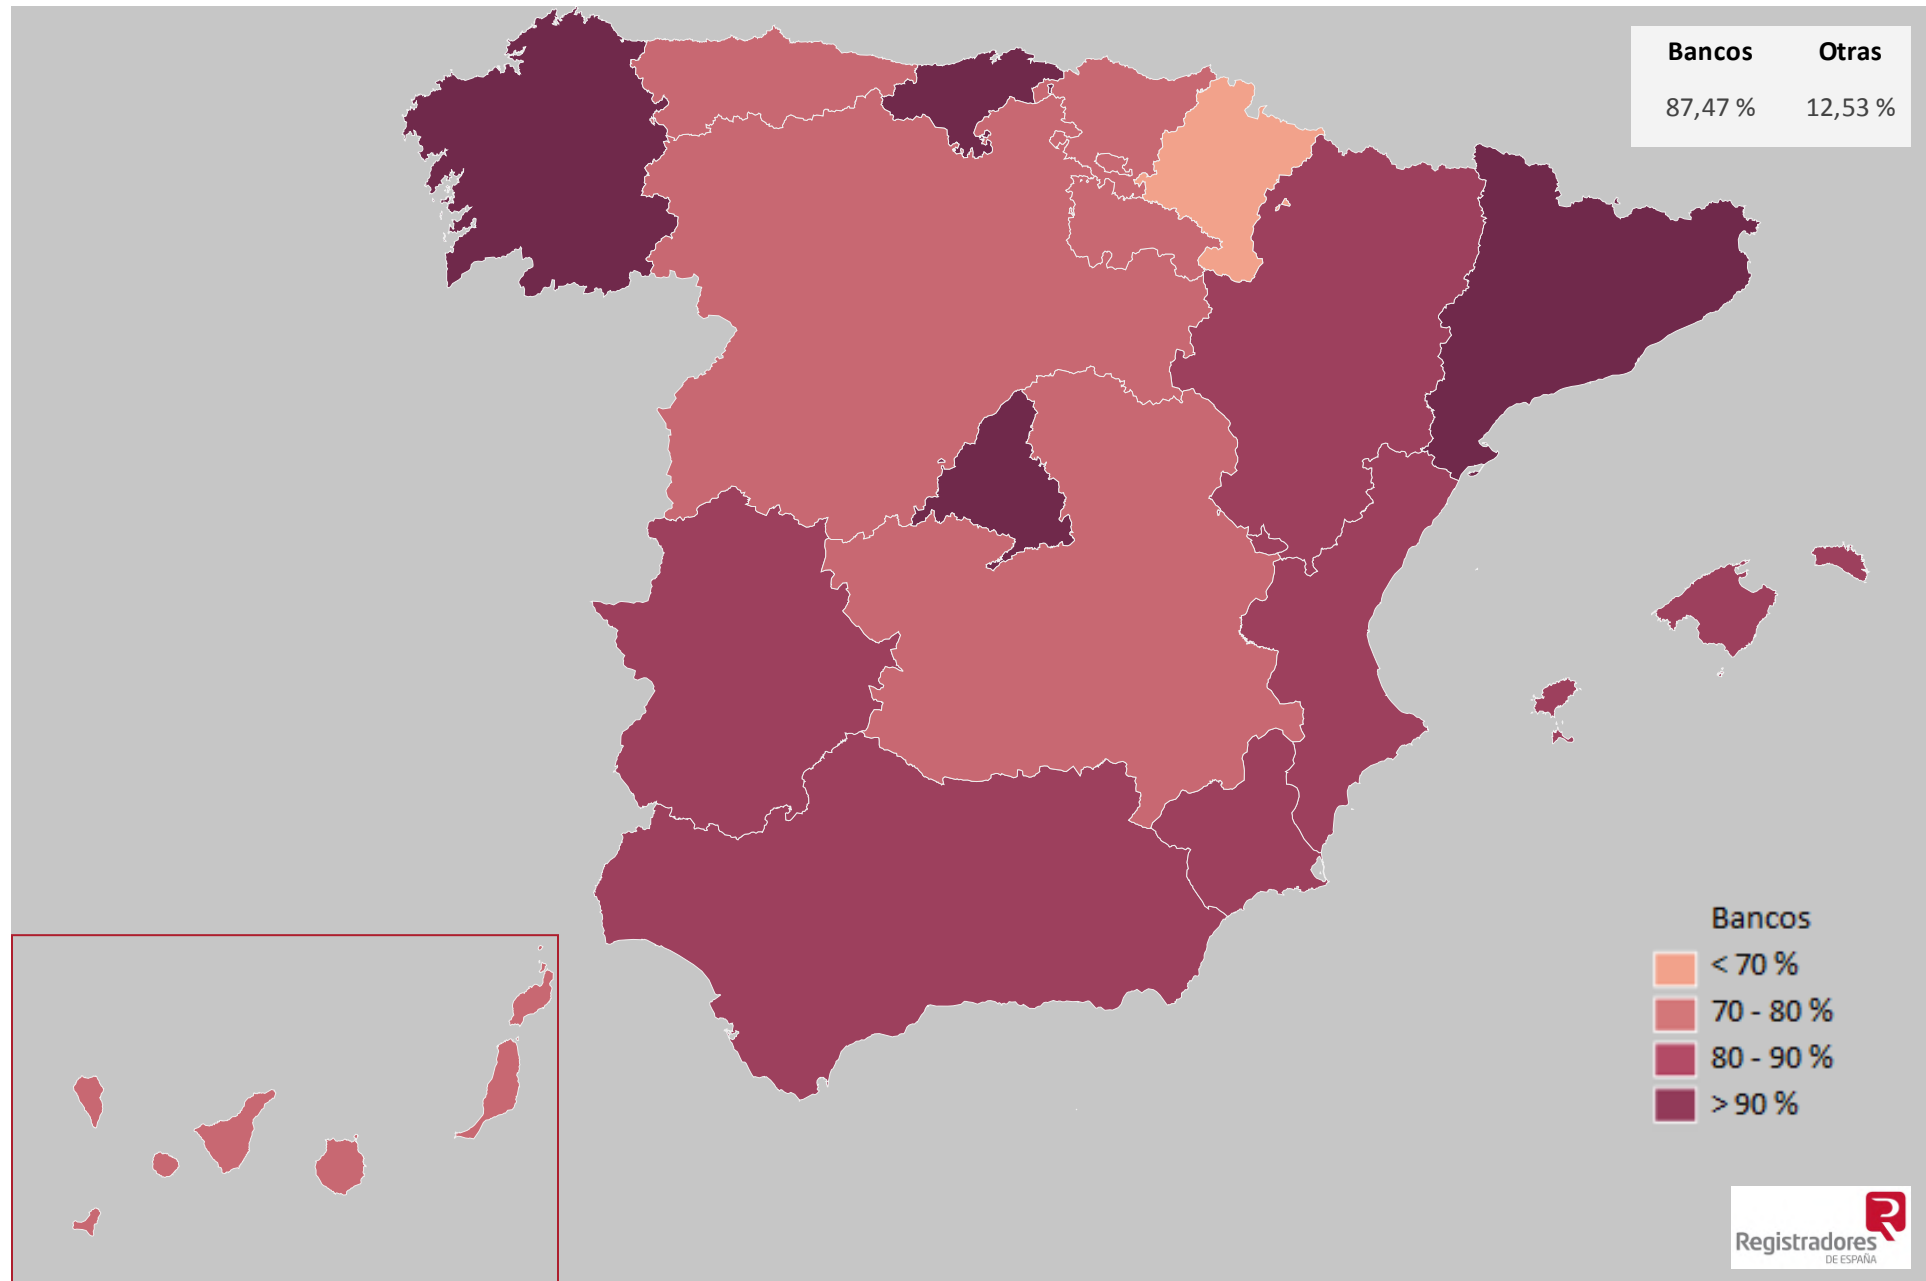 Bancos Otras
87,47 % 12,53 %
Bancos
< 70 %
70 - 80 %
80 - 90 %
> 90 %
Registradores
DE ESPAÑA